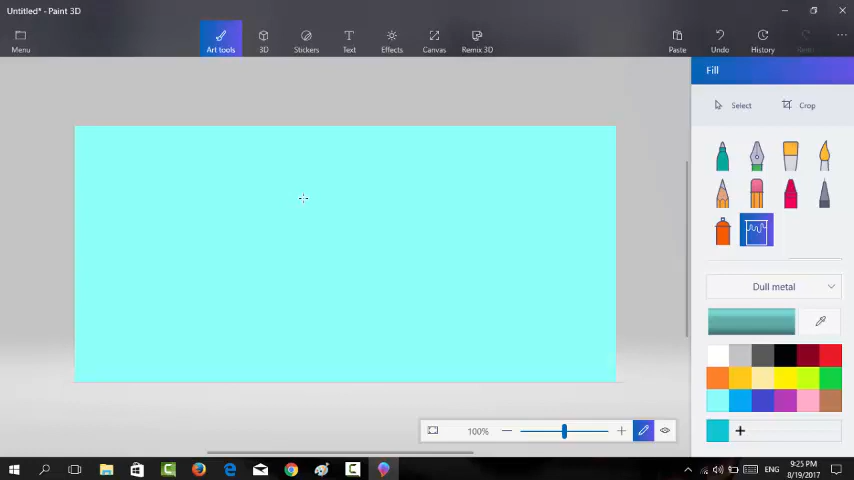 Untitled* - Paint 3D
Menu
Art tools
3D
Stickers
Text
Effects
Canvas
Remix 3D
Paste
Undo
History
Redo
Fill
Select
Crop
Dull metal
100%
ENG
9:25 PM
8/19/2017